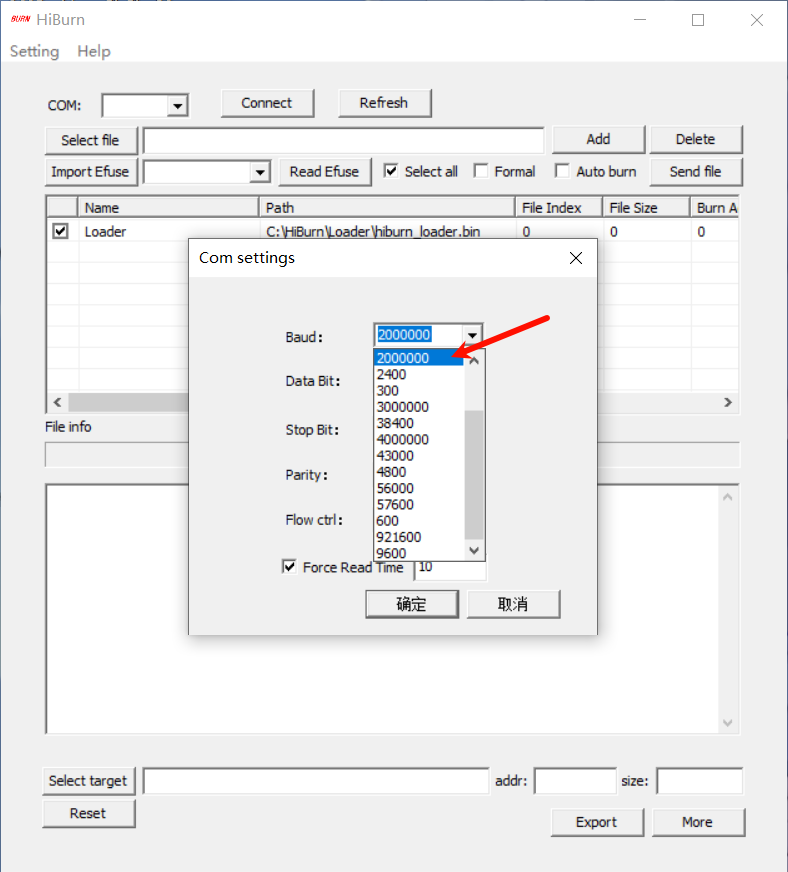 BURN HiBurn
Setting Help
COM: Connect Refresh
Select file Add Delete
Import Efuse Read Efuse Select all Formal Auto burn Send file
Name Path File Index File Size Burn A
Loader C:\HiBurn\Loader\hiburn_loader.bin 0 0 0
Com settings
Baud: 2000000
2000000
2400
Data Bit:
300
3000000
38400
Stop Bit:
4000000
43000
Parity: 4800
56000
57600
Flow ctrl: 600
921600
9600
Force Read Time 10
确定 取消
File info
Select target addr: size:
Reset
Export More